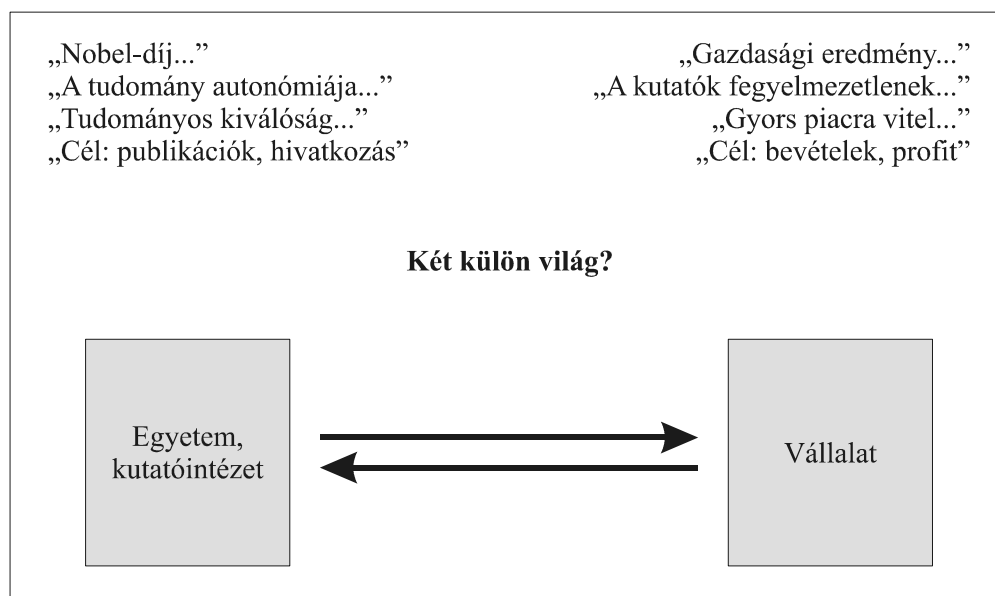 „Nobel-díj...”
„A tudomány autonómiája...”
„Tudományos kiválóság...”
„Cél: publikációk, hivatkozás”
„Gazdasági eredmény...”
„A kutatók fegyelmezetlenek...”
„Gyors piacra vitel...”
„Cél: bevételek, profit”
Két külön világ?
Egyetem,
kutatóintézet
Vállalat